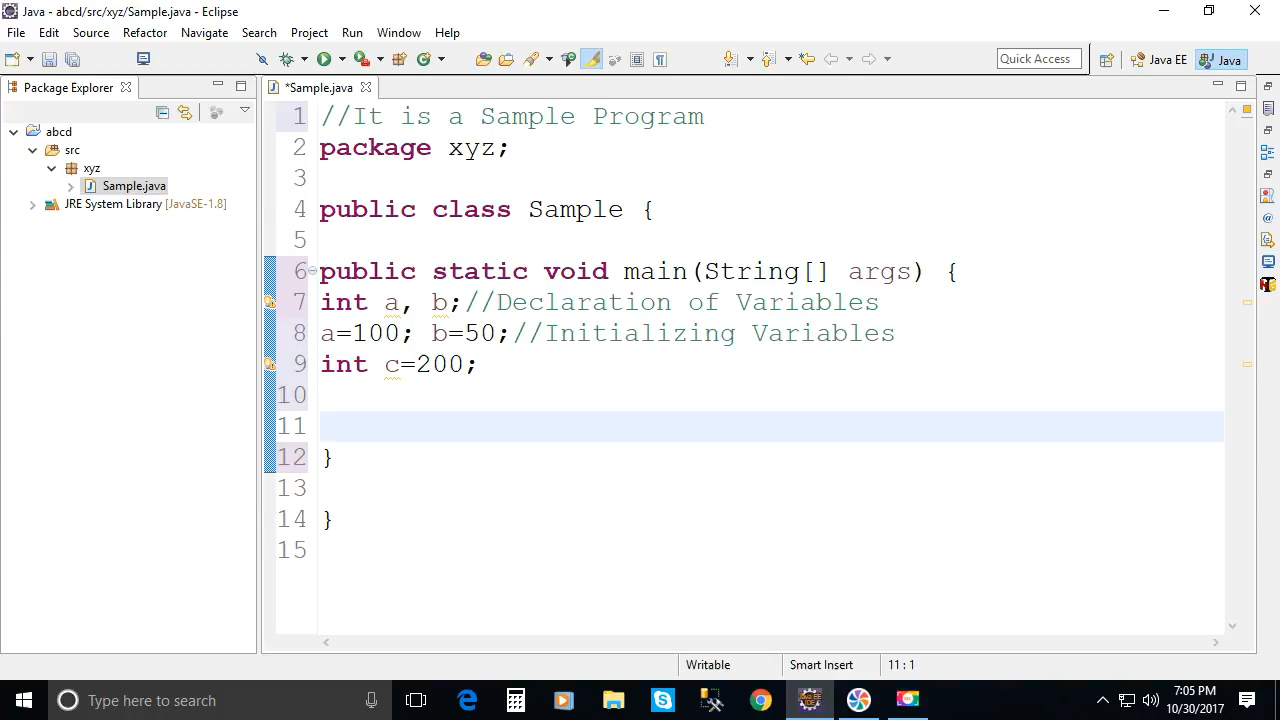 Java - abcd/src/xyz/Sample.java - Eclipse
File Edit Source Refactor Navigate Search Project Run Window Help
Quick Access Java EE Java
Package Explorer *Sample.java
abcd
src
xyz
Sample.java
JRE System Library [JavaSE-1.8]
1 //It is a Sample Program
2 package xyz;
3
4 public class Sample {
5
6 public static void main(String[] args) {
7 int a, b;//Declaration of Variables
8 a=100; b=50;//Initializing Variables
9 int c=200;
10
11
12 }
13
14 }
15
Writable Smart Insert 11 : 1
Type here to search
7:05 PM
10/30/2017